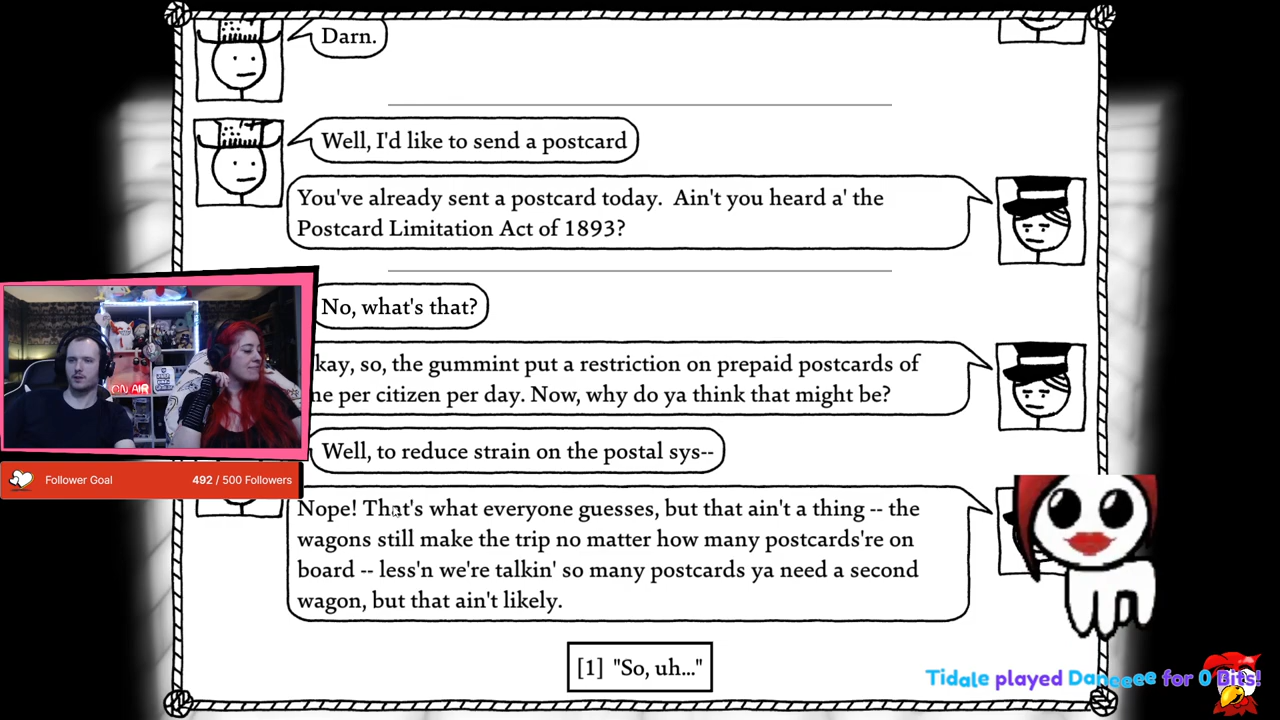 Darn.
Well, I'd like to send a postcard
You've already sent a postcard today. Ain't you heard a' the
Postcard Limitation Act of 1893?
No, what's that?
kay, so, the gummint put a restriction on prepaid postcards of
ne per citizen per day. Now, why do ya think that might be?
Well, to reduce strain on the postal sys--
Nope! That's what everyone guesses, but that ain't a thing -- the
wagons still make the trip no matter how many postcards're on
board -- less'n we're talkin' so many postcards ya need a second
wagon, but that ain't likely.
[1] "So, uh..."
ON AIR
Follower Goal 492 / 500 Followers
Tidale played Daneeee for 0 Bits!